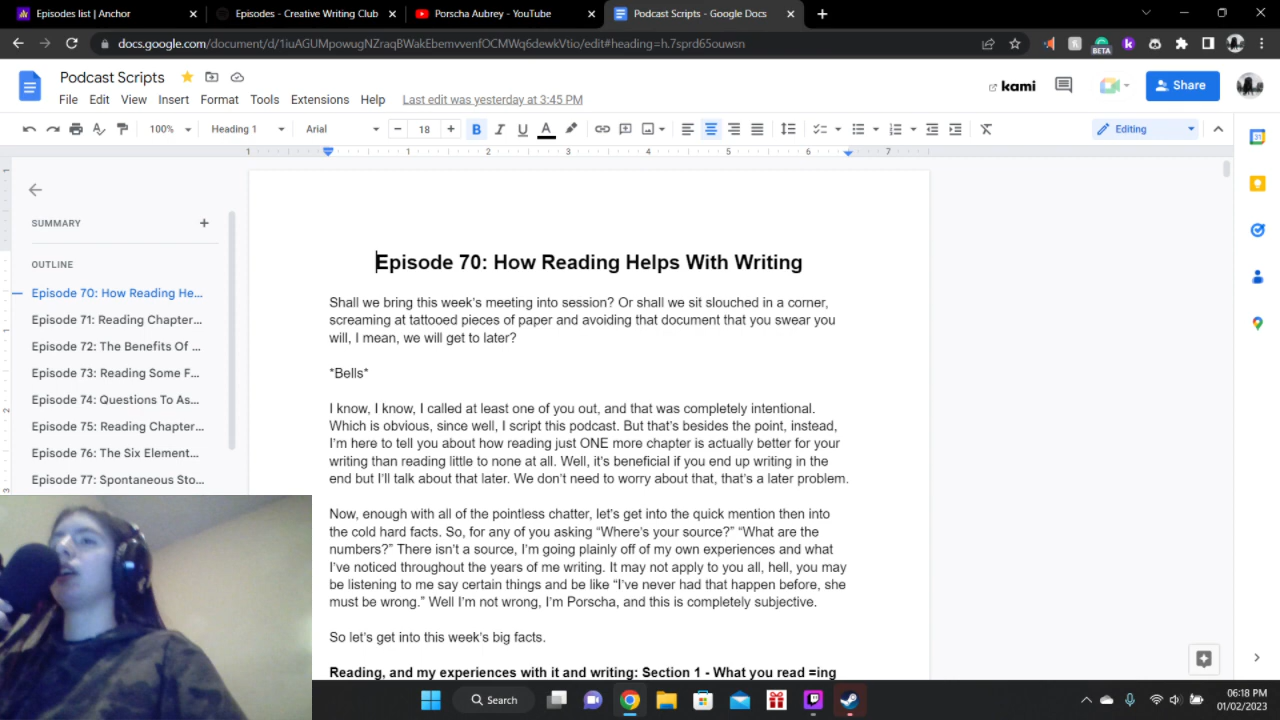 Episodes list | Anchor
Episodes - Creative Writing Club
Porscha Aubrey - YouTube
Podcast Scripts - Google Docs
docs.google.com/document/d/1iuAGUMpowugNZraqBWakEbemvvenfOCMWq6dewkVtio/edit#heading=h.7sprd65ouwsn
BETA
Podcast Scripts
kami
Share
File Edit View Insert Format Tools Extensions Help Last edit was yesterday at 3:45 PM
100% Heading 1 Arial 18 B I U A Editing
1 1 2 3 4 5 6 7
SUMMARY
OUTLINE
Episode 70: How Reading He...
Episode 71: Reading Chapter...
Episode 72: The Benefits Of ...
Episode 73: Reading Some F...
Episode 74: Questions To As...
Episode 75: Reading Chapter...
Episode 76: The Six Element...
Episode 77: Spontaneous Sto...
Episode 70: How Reading Helps With Writing
Shall we bring this week's meeting into session? Or shall we sit slouched in a corner,
screaming at tattooed pieces of paper and avoiding that document that you swear you
will, I mean, we will get to later?
*Bells*
I know, I know, I called at least one of you out, and that was completely intentional.
Which is obvious, since well, I script this podcast. But that's besides the point, instead,
I'm here to tell you about how reading just ONE more chapter is actually better for your
writing than reading little to none at all. Well, it's beneficial if you end up writing in the
end but I'll talk about that later. We don't need to worry about that, that's a later problem.
Now, enough with all of the pointless chatter, let's get into the quick mention then into
the cold hard facts. So, for any of you asking “Where's your source?” “What are the
numbers?” There isn't a source, I'm going plainly off of my own experiences and what
I've noticed throughout the years of me writing. It may not apply to you all, hell, you may
be listening to me say certain things and be like “I've never had that happen before, she
must be wrong.” Well I'm not wrong, I'm Porscha, and this is completely subjective.
So let's get into this week's big facts.
Reading, and my experiences with it and writing: Section 1 - What you read =ing
Search
06:18 PM
01/02/2023